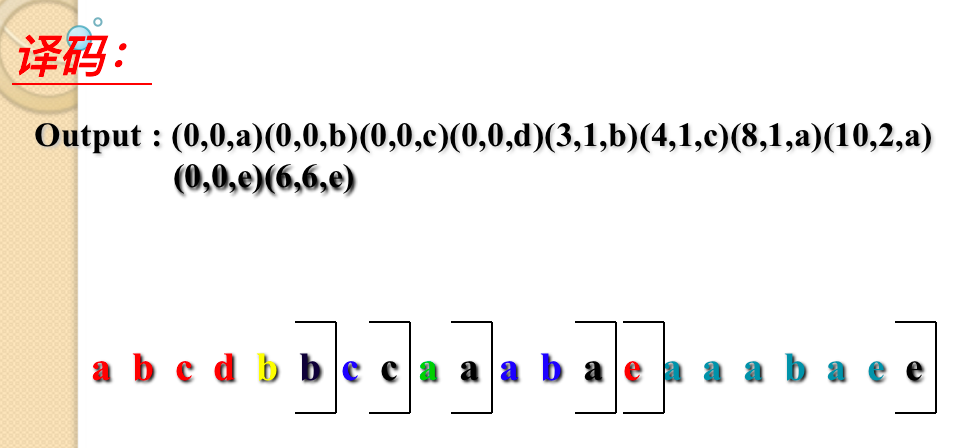 译码：
Output : (0,0,a)(0,0,b)(0,0,c)(0,0,d)(3,1,b)(4,1,c)(8,1,a)(10,2,a)
(0,0,e)(6,6,e)
a b c d b b c c a a a b a e a a a b a e e